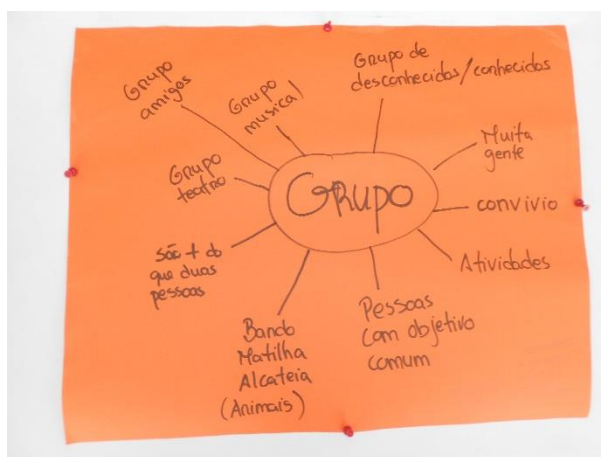 GRUPO
Grupo
amigos
Grupo
musical
Grupo de
desconhecidos/conhecidos
Muita
gente
convivio
Atividades
Pessoas
com objetivo
comum
Bando
Matilha
Alcateia
(Animais)
são + do
que duas
pessoas
Grupo
teatro